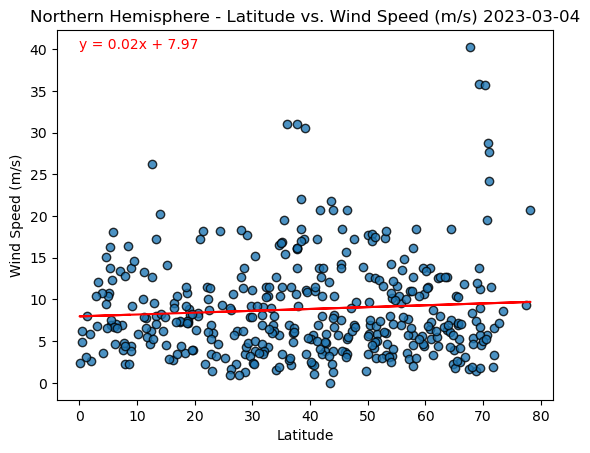 Northern Hemisphere - Latitude vs. Wind Speed (m/s) 2023-03-04
y = 0.02x + 7.97
Wind Speed (m/s)
40
35
30
25
20
15
10
5
0
0 10 20 30 40 50 60 70 80
Latitude